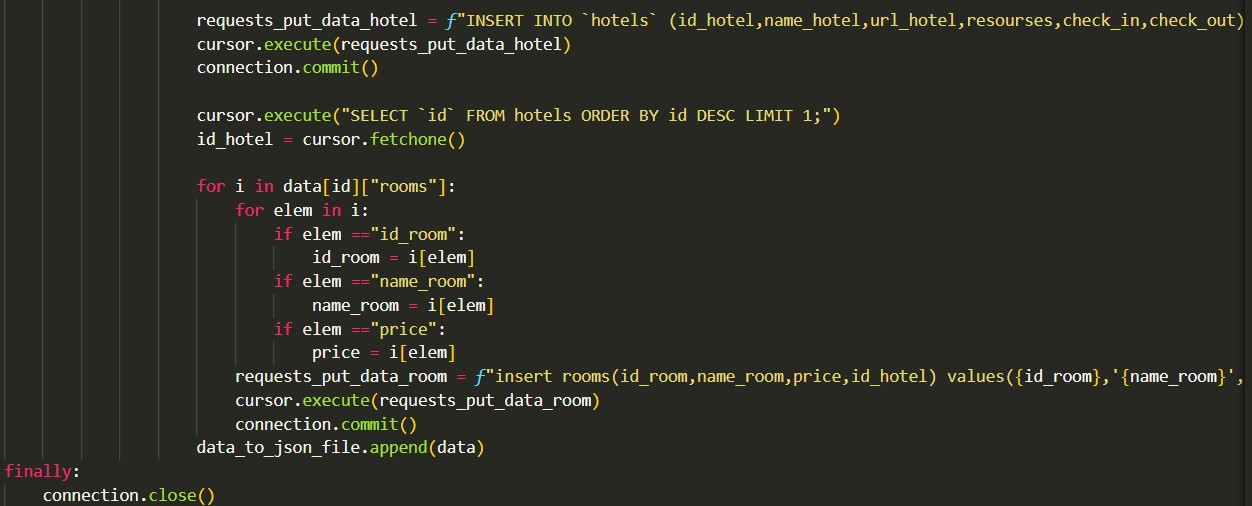 requests_put_data_hotel = f"INSERT INTO `hotels` (id_hotel,name_hotel,url_hotel,resourses,check_in,check_out)
cursor.execute(requests_put_data_hotel)
connection.commit()
cursor.execute("SELECT `id` FROM hotels ORDER BY id DESC LIMIT 1;")
id_hotel = cursor.fetchone()
for i in data[id]["rooms"]:
for elem in i:
if elem =="id_room":
id_room = i[elem]
if elem =="name_room":
name_room = i[elem]
if elem =="price":
price = i[elem]
requests_put_data_room = f"insert rooms(id_room,name_room,price,id_hotel) values({id_room},'{name_room}',
cursor.execute(requests_put_data_room)
connection.commit()
data_to_json_file.append(data)
finally:
connection.close()